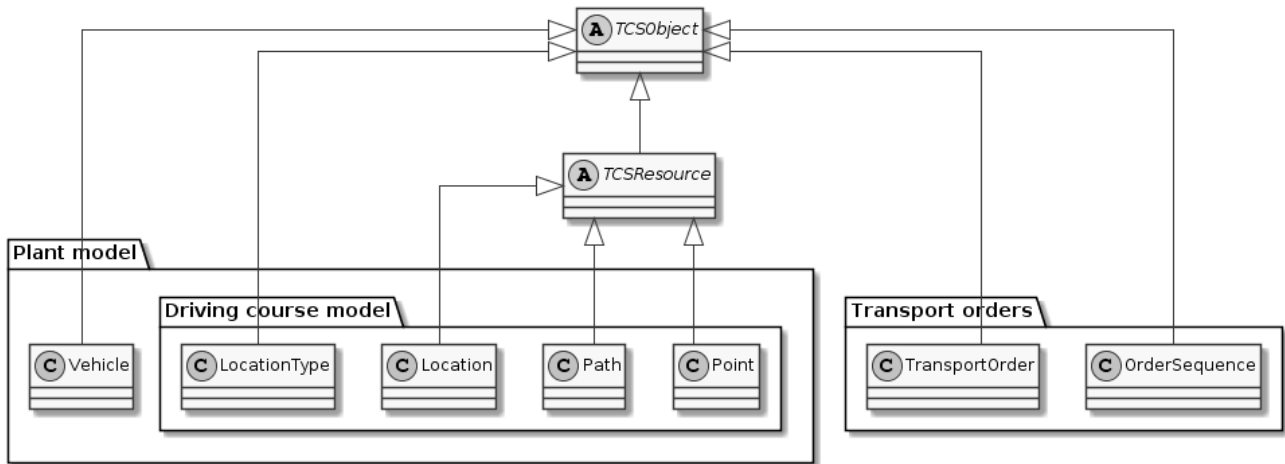 A TCSObject
A TCSResource
Plant model
Driving course model
Transport orders
C Vehicle
C LocationType
C Location
C Path
C Point
C TransportOrder
C OrderSequence